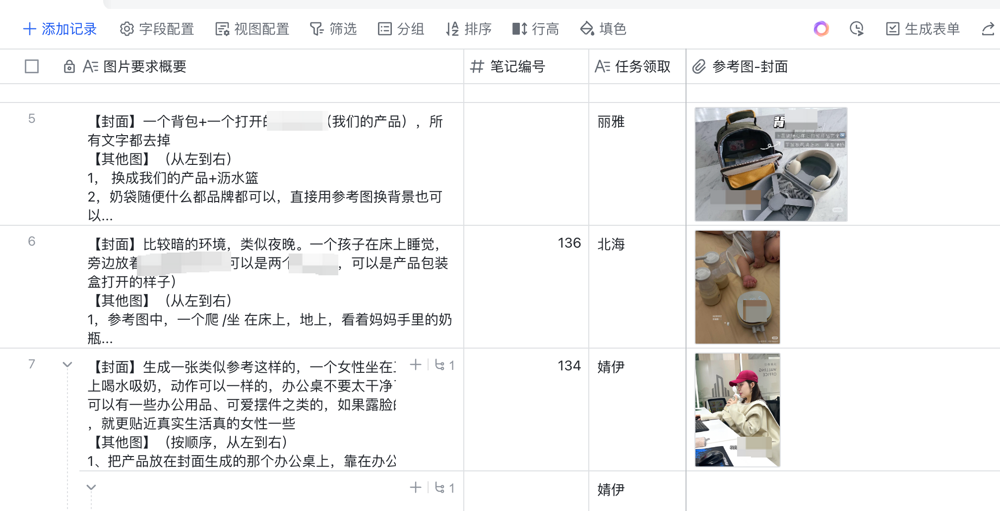 添加记录 字段配置 视图配置 筛选 分组 排序 行高 填色 生成表单
图片要求概要 笔记编号 任务领取 参考图-封面
5
【封面】一个背包+一个打开的 （我们的产品），所
有文字都去掉
【其他图】（从左到右）
1， 换成我们的产品+沥水篮
2，奶袋随便什么都品牌都可以，直接用参考图换背景也可
以...
丽雅
背
6
【封面】比较暗的环境，类似夜晚。一个孩子在床上睡觉，
旁边放着 可以是两个 ，可以是产品包装
盒打开的样子）
【其他图】（从左到右）
1，参考图中，一个爬 /坐 在床上，地上，看着妈妈手里的奶
瓶...
136
北海
7
【封面】生成一张类似参考这样的，一个女性坐在工
上喝水吸奶，动作可以一样的，办公桌不要太干净了
可以有一些办公用品、可爱摆件之类的，如果露脸的
，就更贴近真实生活真的女性一些
【其他图】（按顺序，从左到右）
1、把产品放在封面生成的那个办公桌上，靠在办公
1
134
婧伊
WALLING
OFFICE
1
婧伊